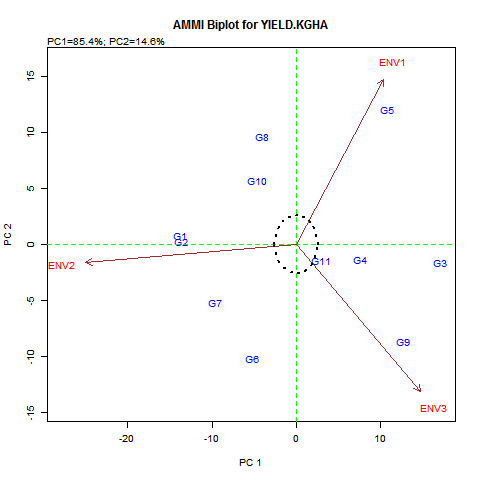 AMMI Biplot for YIELD.KGHA
PC1=85.4%; PC2=14.6%
ENV1
G5
G8
G10
G1
G2
ENV2
G11
G4
G3
G7
G9
G6
ENV3
15
10
5
0
-5
-10
-15
PC 2
-20
-10
0
10
PC 1